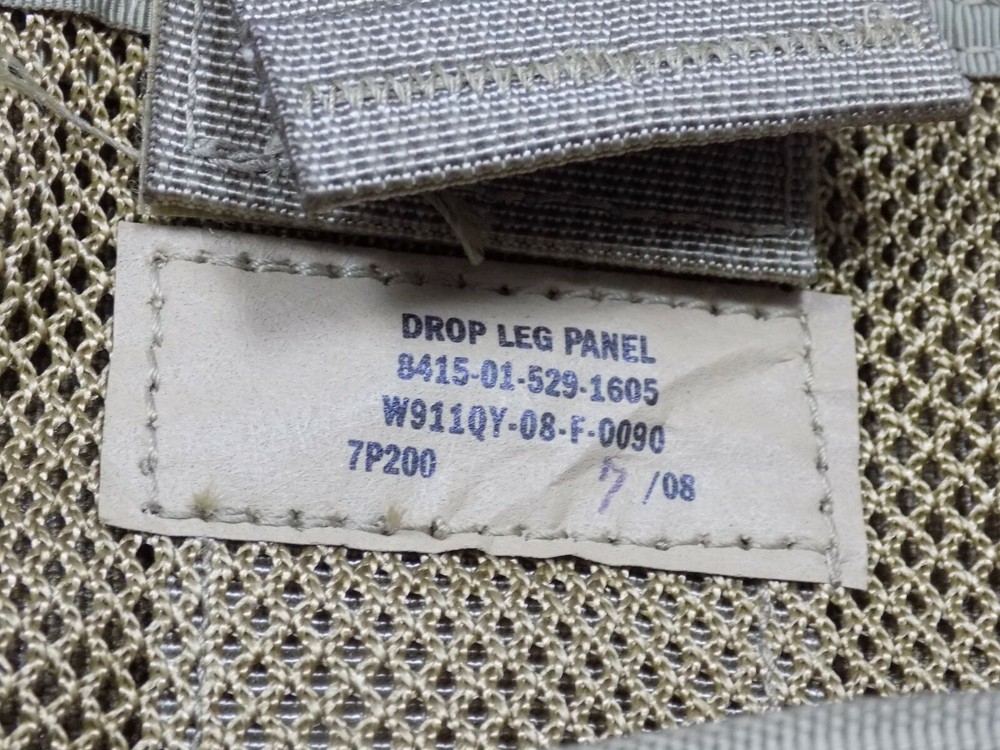 DROP LEG PANEL
8415-01-529-1605
W911QY-08-F-0090
7P200 7/08